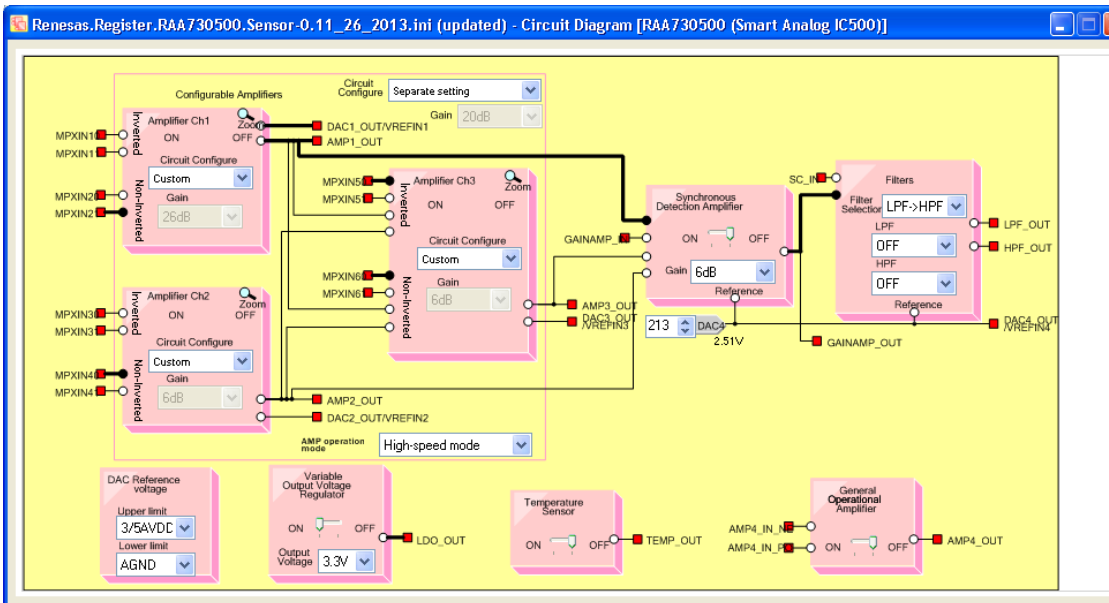 Renesas.Register.RAA730500.Sensor-0.11_26_2013.ini (updated) - Circuit Diagram [RAA730500 (Smart Analog IC500)]
Configurable Amplifiers
Circuit Configure
Separate setting
Gain
20dB
Amplifier Ch1
Zoom
ON
OFF
Inverted
Non-Inverted
Circuit Configure
Custom
Gain
26dB
MPXIN1
MPXIN2
DAC1_OUT/VREFIN1
AMP1_OUT
Amplifier Ch3
Zoom
ON
OFF
Inverted
Non-Inverted
Circuit Configure
Custom
Gain
6dB
MPXIN5
MPXIN51
MPXIN6
MPXIN61
AMP3_OUT
DAC3_OUT
/VREFIN3
Amplifier Ch2
Zoom
ON
OFF
Inverted
Non-Inverted
Circuit Configure
Custom
Gain
6dB
MPXIN3
MPXIN31
MPXIN4
MPXIN41
AMP2_OUT
DAC2_OUT/VREFIN2
AMP operation
mode
High-speed mode
Synchronous
Detection Amplifier
ON
OFF
Gain
6dB
Reference
GAINAMP_IN
213
DAC4
2.51V
GAINAMP_OUT
SC_IN
Filters
Filter
Selection
LPF->HPF
LPF
OFF
HPF
OFF
Reference
LPF_OUT
HPF_OUT
DAC4_OUT
/VREFIN4
DAC Reference
voltage
Upper limit
3/5AVDD
Lower limit
AGND
Variable
Output Voltage
Regulator
ON
OFF
Output
Voltage
3.3V
LDO_OUT
Temperature
Sensor
ON
OFF
TEMP_OUT
General
Operational
Amplifier
AMP4_IN_NE
AMP4_IN_P
ON
OFF
AMP4_OUT